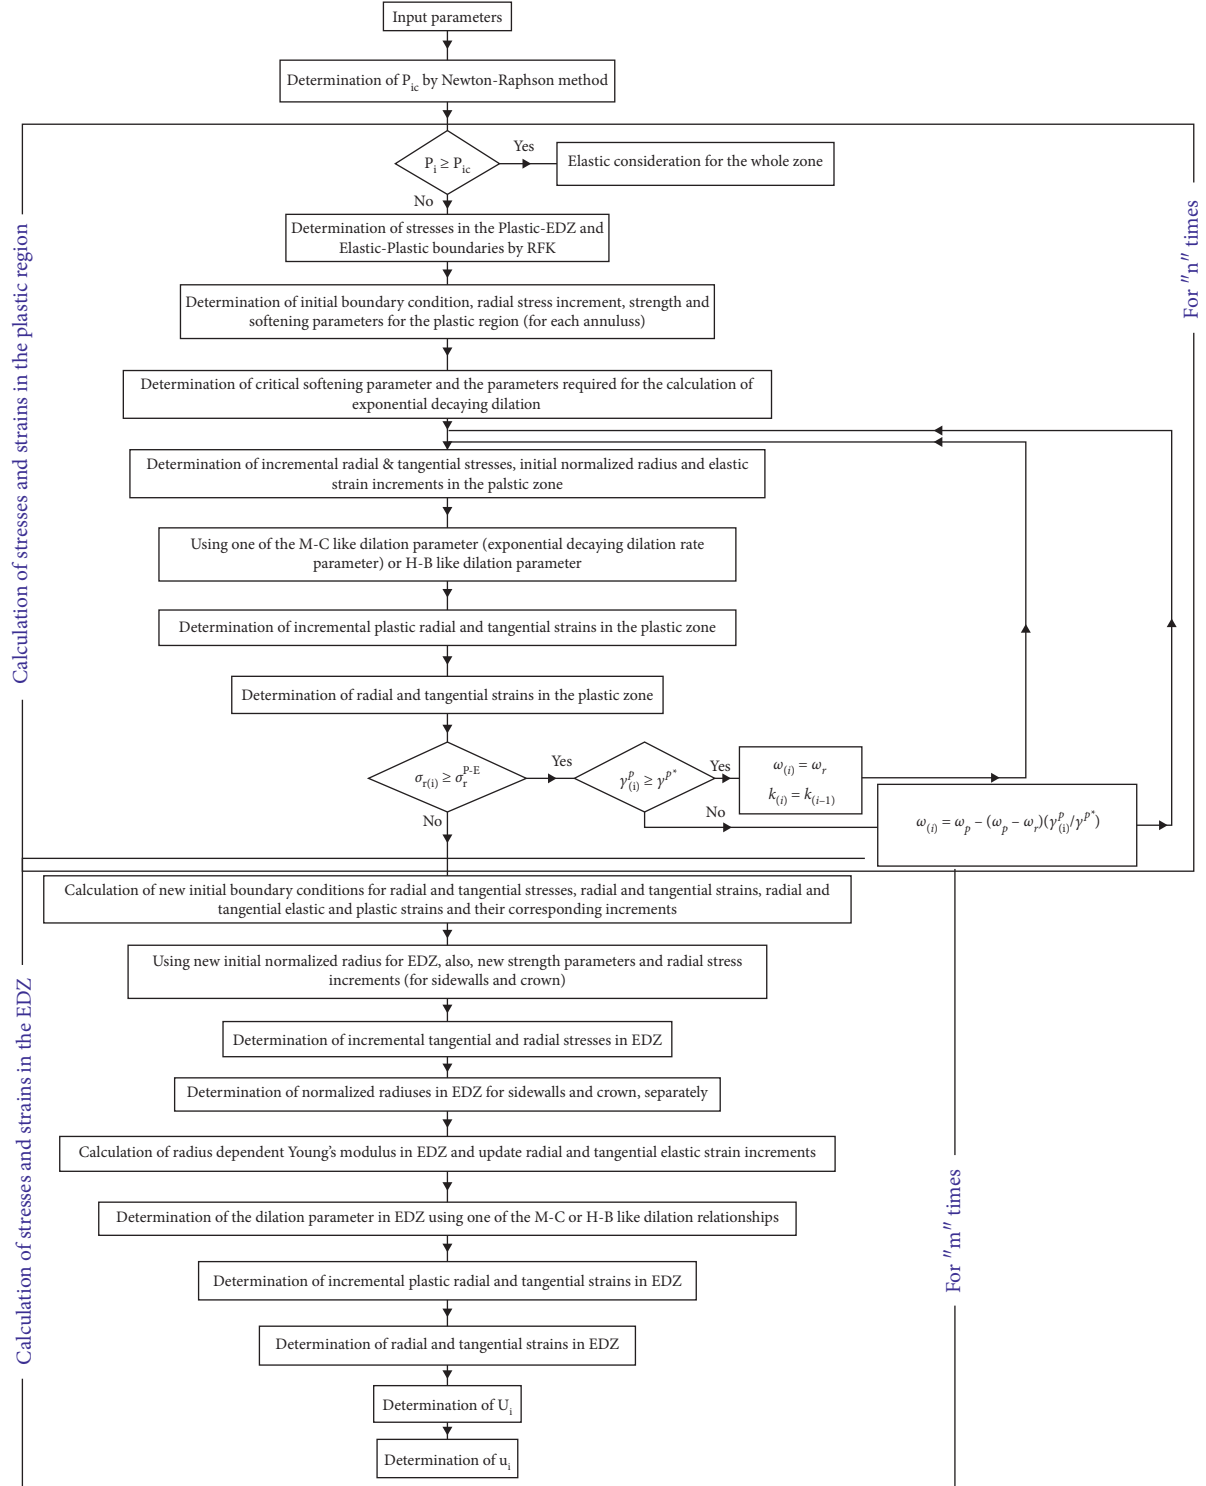 Input parameters
Determination of P_ic by Newton-Raphson method
P_i ≥ P_ic
Yes
Elastic consideration for the whole zone
No
Determination of stresses in the Plastic-EDZ and
Elastic-Plastic boundaries by RFK
Determination of initial boundary condition, radial stress increment, strength and
softening parameters for the plastic region (for each annuluss)
Determination of critical softening parameter and the parameters required for the calculation of
exponential decaying dilation
Determination of incremental radial & tangential stresses, initial normalized radius and elastic
strain increments in the palstic zone
Using one of the M-C like dilation parameter (exponential decaying dilation rate
parameter) or H-B like dilation parameter
Determination of incremental plastic radial and tangential strains in the plastic zone
Determination of radial and tangential strains in the plastic zone
σ_r(i) ≥ σ_r^P-E
Yes
γ_(i)^p ≥ γ^p*
Yes
ω_(i) = ω_r
k_(i) = k_(i–1)
No
ω_(i) = ω_p – (ω_p – ω_r)(γ_(i)^p/γ^p*)
No
Calculation of stresses and strains in the plastic region
For "n" times
Calculation of new initial boundary conditions for radial and tangential stresses, radial and tangential strains, radial and
tangential elastic and plastic strains and their corresponding increments
Using new initial normalized radius for EDZ, also, new strength parameters and radial stress
increments (for sidewalls and crown)
Determination of incremental tangential and radial stresses in EDZ
Determination of normalized radiuses in EDZ for sidewalls and crown, separately
Calculation of radius dependent Young's modulus in EDZ and update radial and tangential elastic strain increments
Determination of the dilation parameter in EDZ using one of the M-C or H-B like dilation relationships
Determination of incremental plastic radial and tangential strains in EDZ
Determination of radial and tangential strains in EDZ
Determination of U_i
Determination of u_i
Calculation of stresses and strains in the EDZ
For "m" times